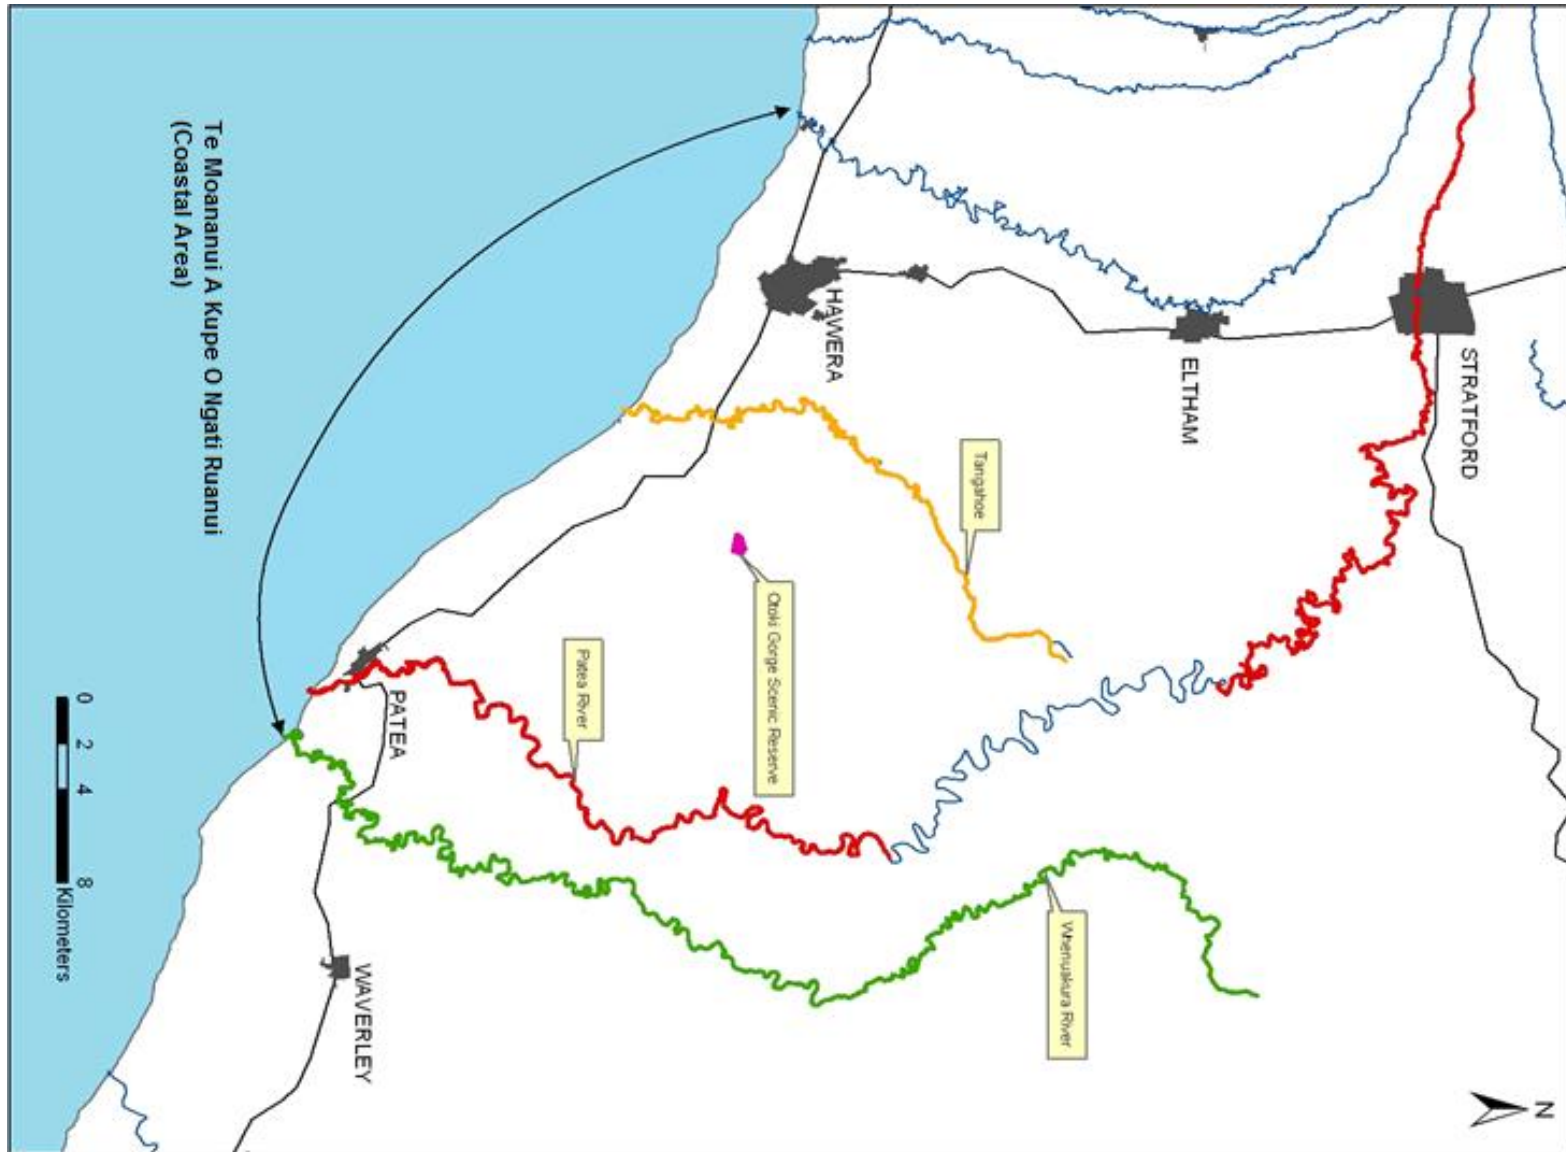 N
STRATFORD
ELTHAM
HAWERA
Tangahoe
Whenuakura River
Otoki Gorge Scenic Reserve
Patea River
PATEA
WAVERLEY
Te Moananui A Kupe O Ngati Ruanui
(Coastal Area)
0 2 4 8
Kilometers